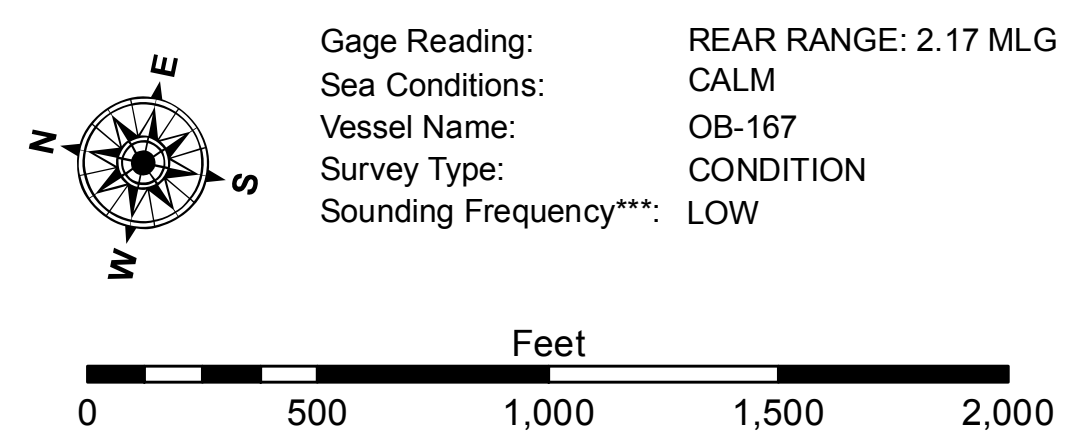 E
N
S
W
Gage Reading: REAR RANGE: 2.17 MLG
Sea Conditions: CALM
Vessel Name: OB-167
Survey Type: CONDITION
Sounding Frequency***: LOW
Feet
0 500 1,000 1,500 2,000